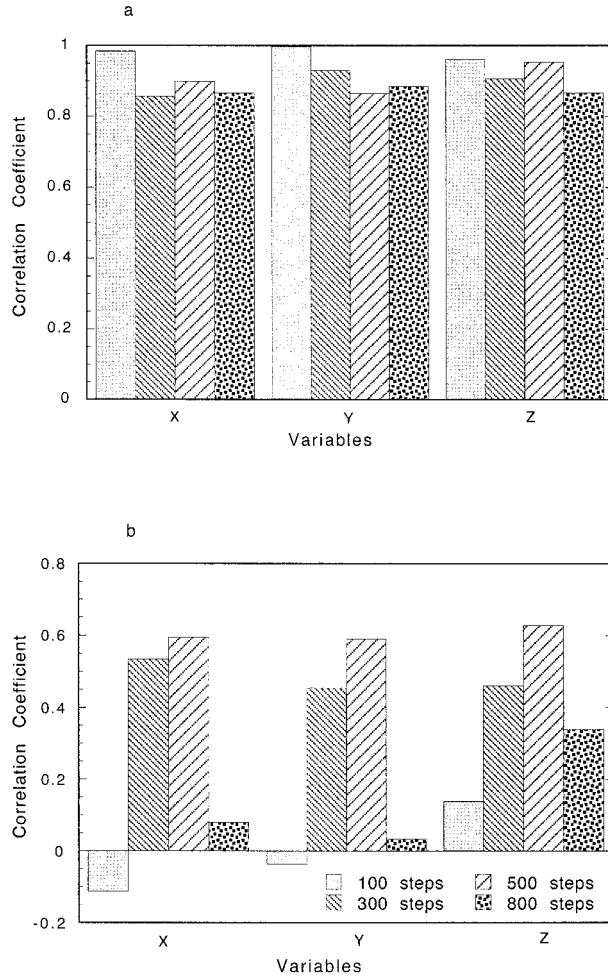 a
1
0.8
0.6
0.4
0.2
0
Correlation Coefficient
X Y Z
Variables
b
0.8
0.6
0.4
0.2
0
-0.2
Correlation Coefficient
100 steps 500 steps
300 steps 800 steps
X Y Z
Variables